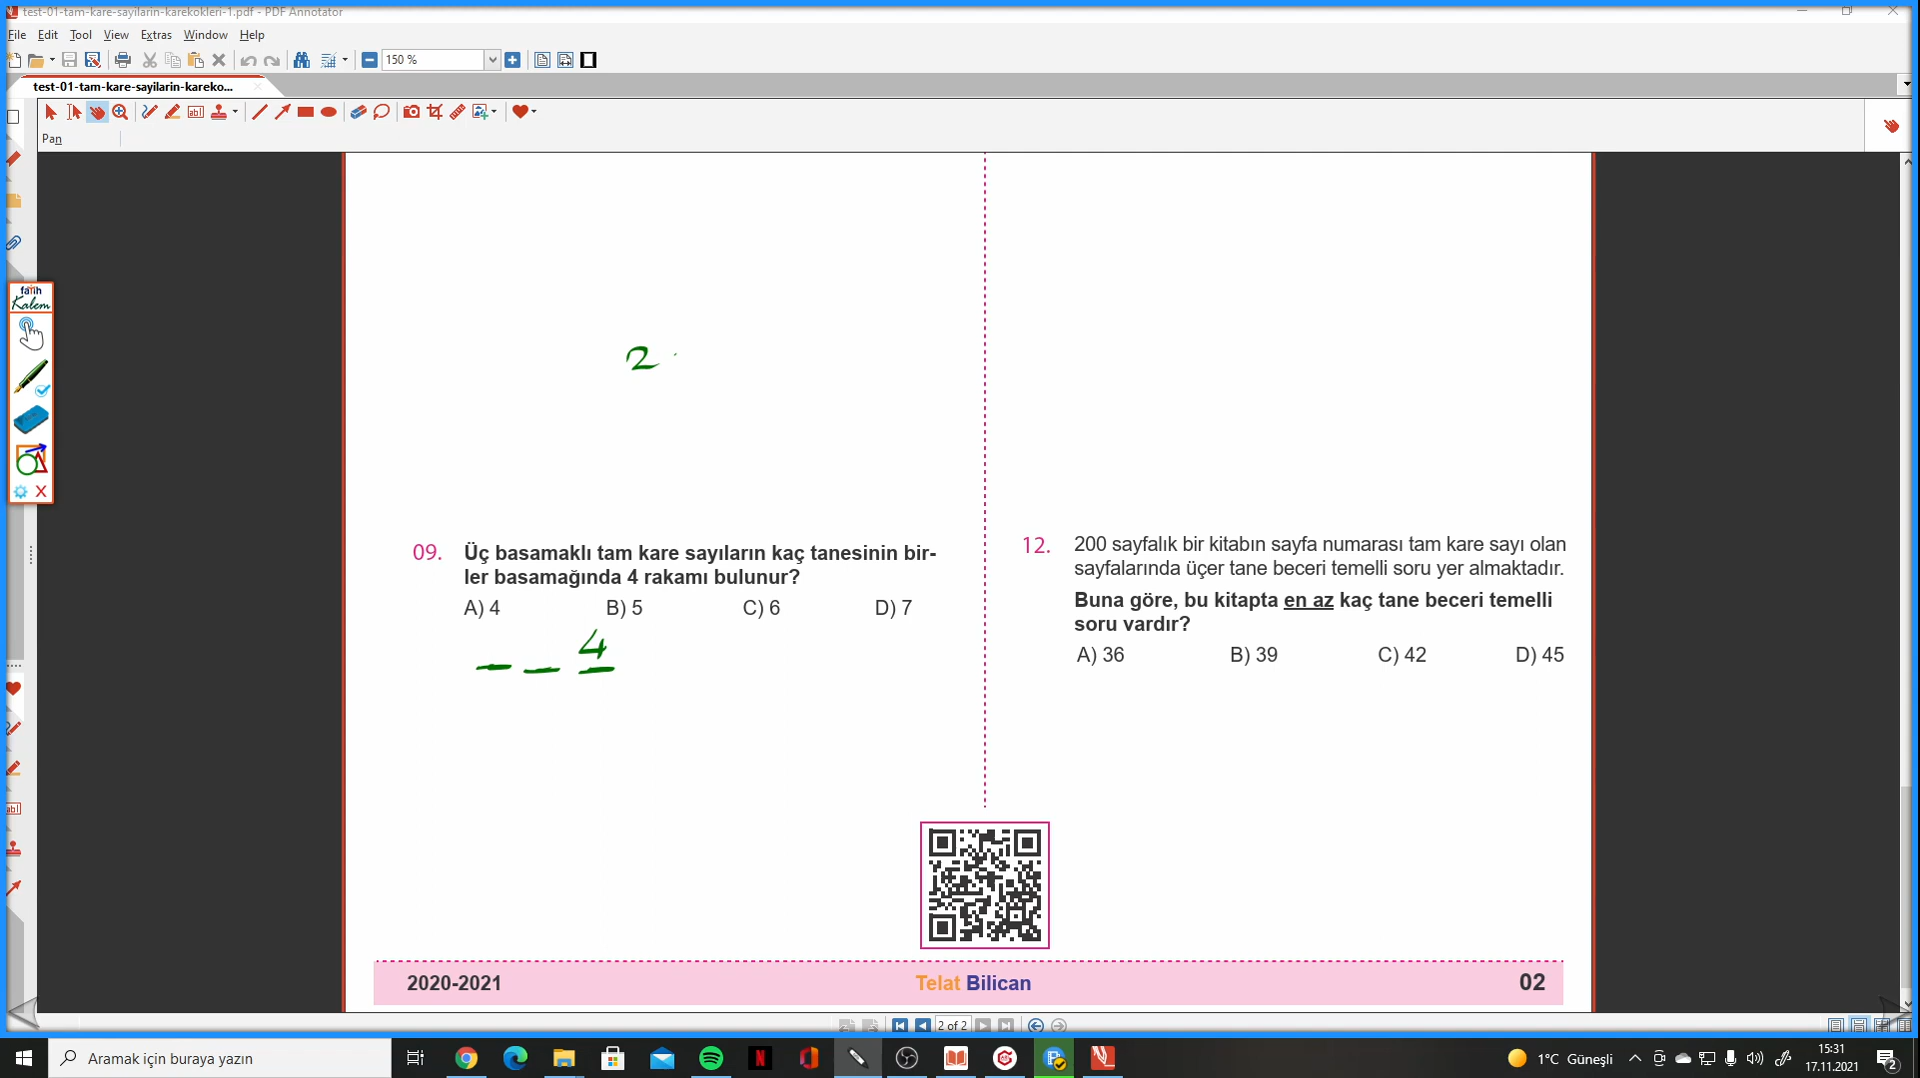 test-01-tam-kare-sayilarin-karekokleri-1.pdf - PDF Annotator
File Edit Tool View Extras Window Help
150 %
test-01-tam-kare-sayilarin-kareko...
Pan
fatih
Kalem
2
09. Üç basamaklı tam kare sayıların kaç tanesinin bir-
ler basamağında 4 rakamı bulunur?
A) 4 B) 5 C) 6 D) 7
4
12. 200 sayfalık bir kitabın sayfa numarası tam kare sayı olan
sayfalarında üçer tane beceri temelli soru yer almaktadır.
Buna göre, bu kitapta en az kaç tane beceri temelli
soru vardır?
A) 36 B) 39 C) 42 D) 45
2020-2021 Telat Bilican 02
2 of 2
Aramak için buraya yazın
1°C Güneşli
15:31
17.11.2021
2